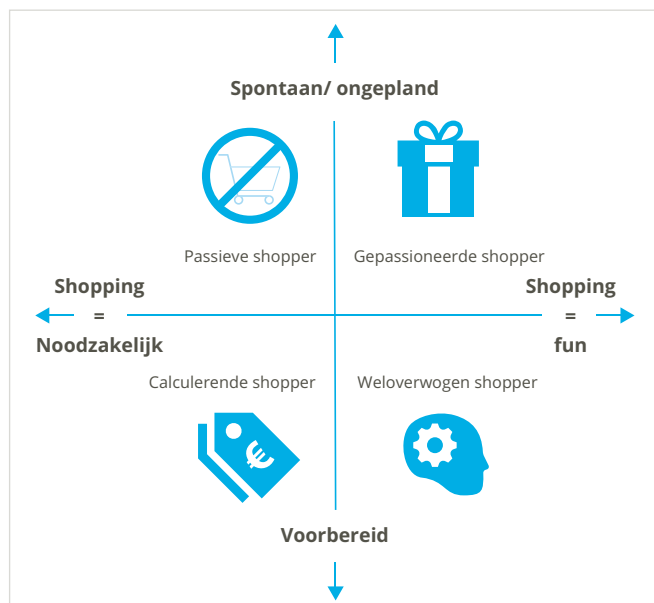 Spontaan/ ongepland
Passieve shopper
Gepassioneerde shopper
Shopping
=
Noodzakelijk
Shopping
=
fun
Calculerende shopper
Weloverwogen shopper
€
Voorbereid